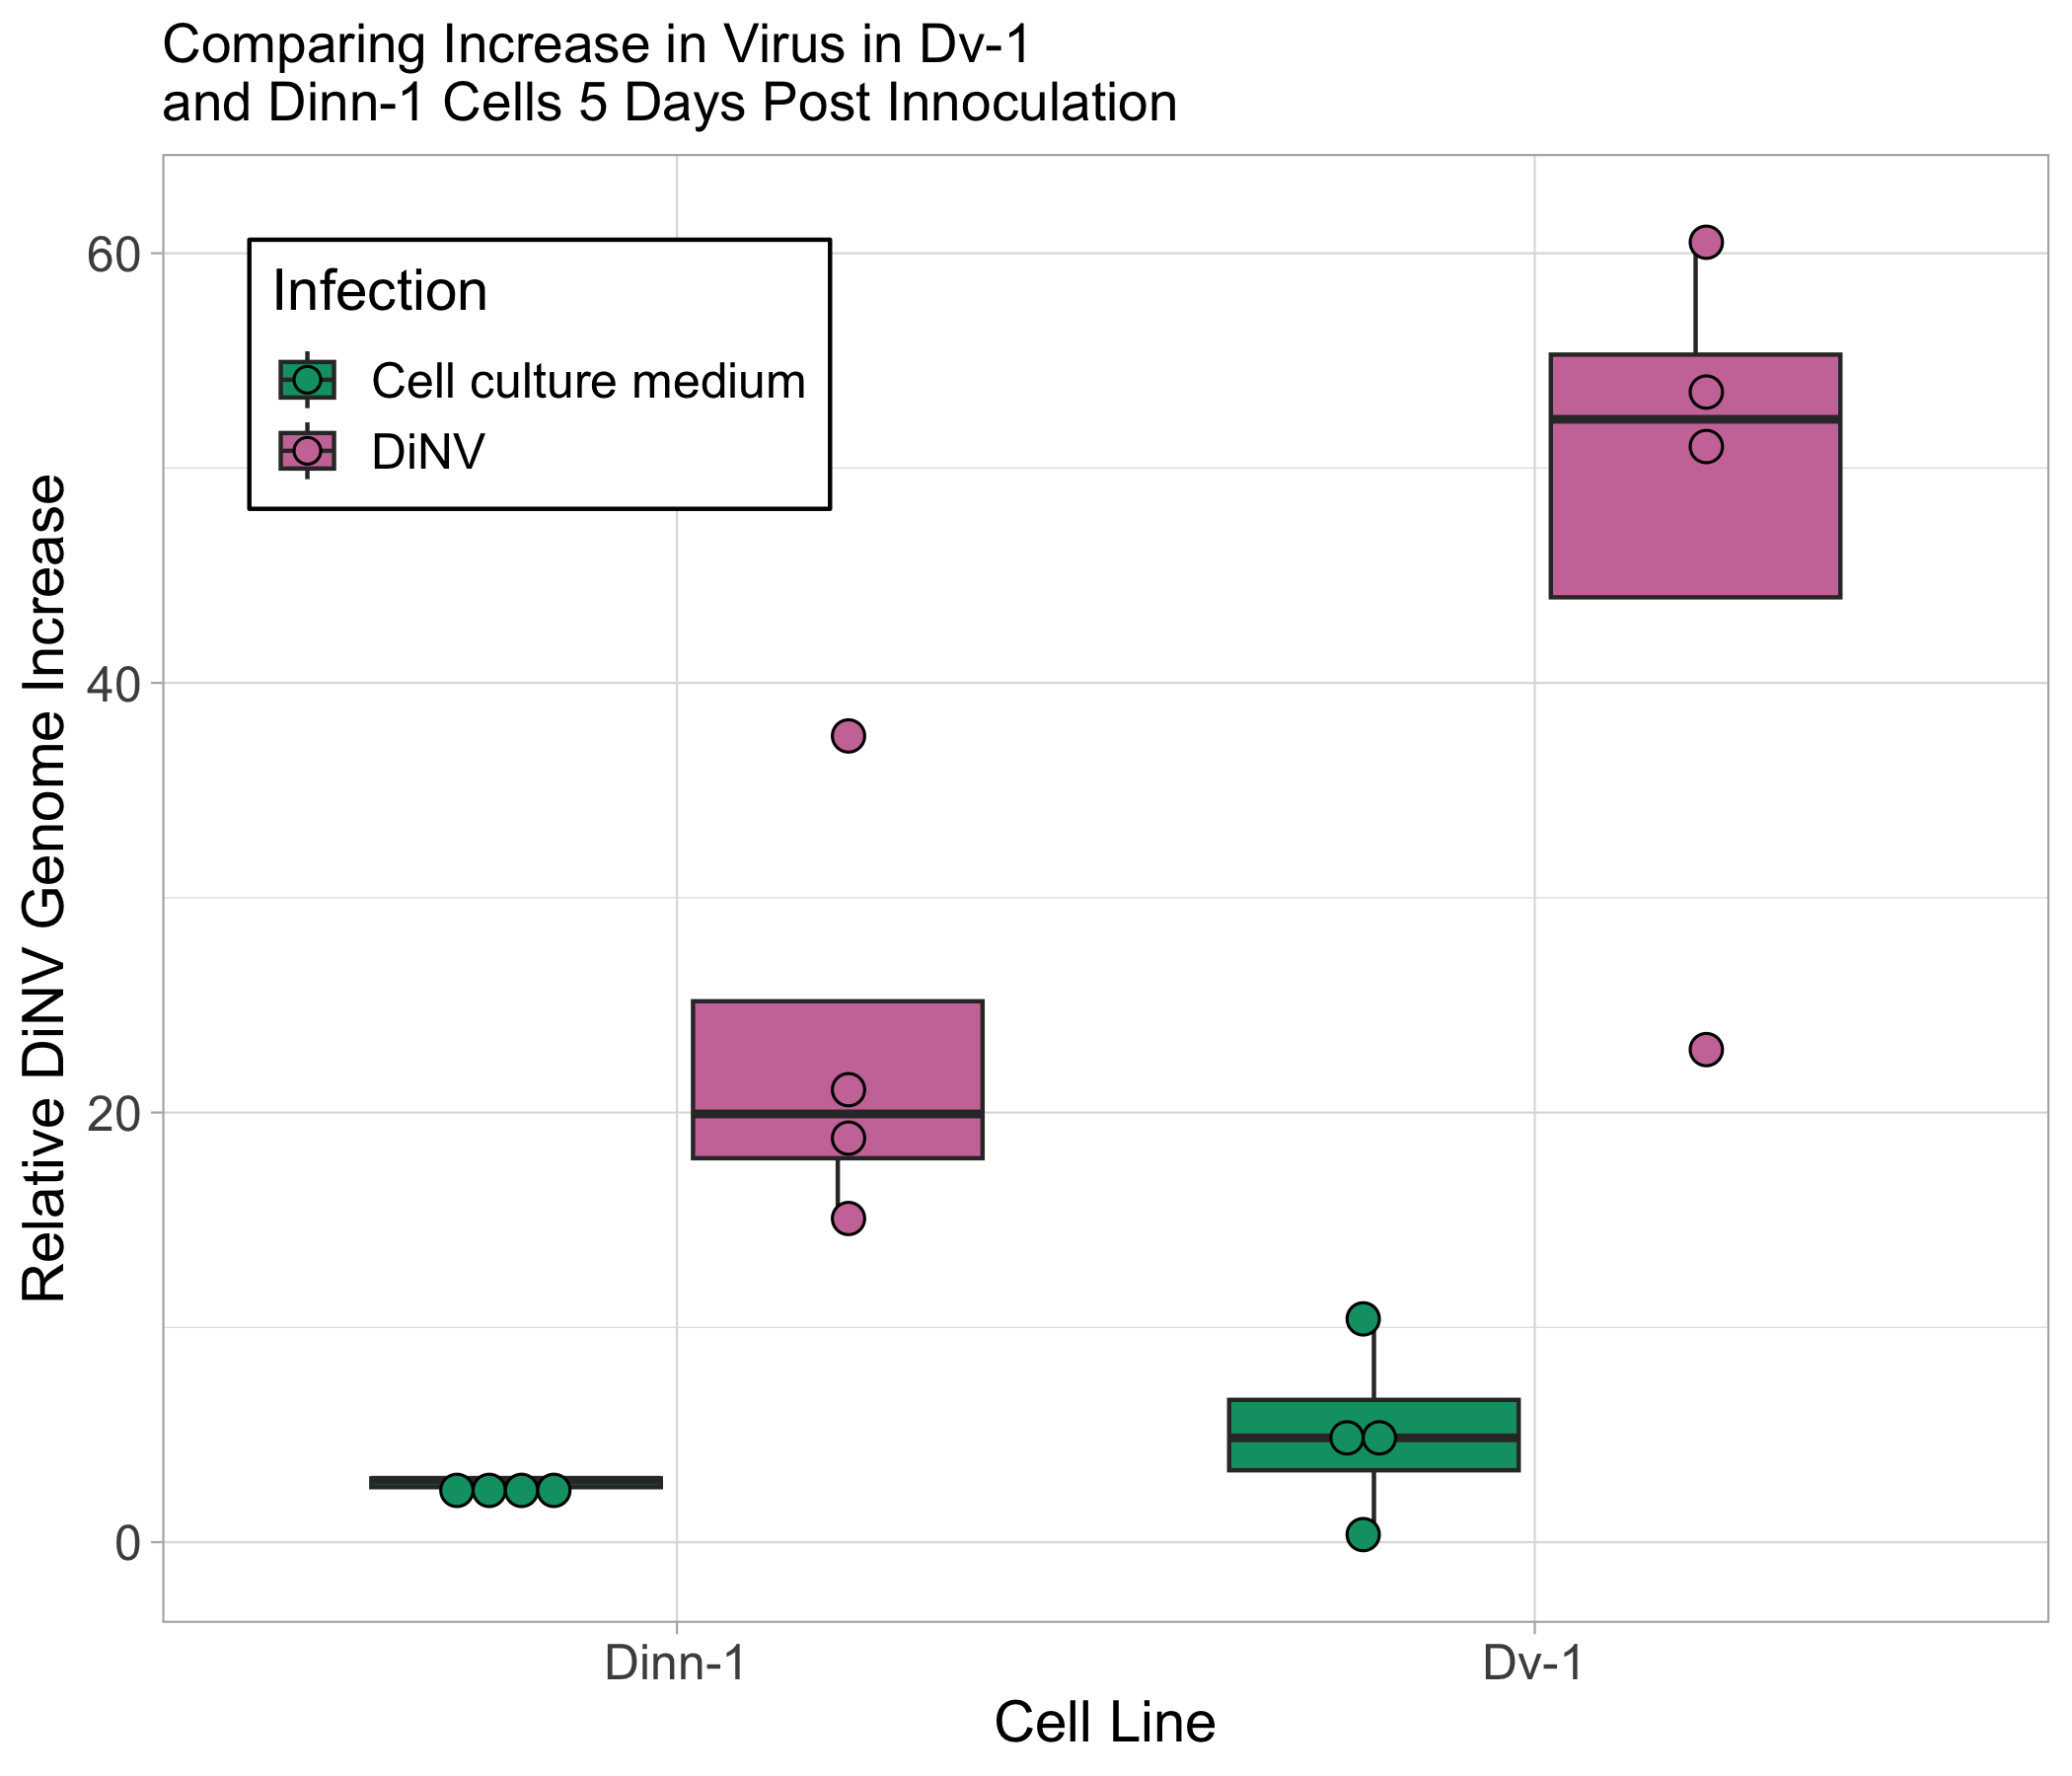 Comparing Increase in Virus in Dv-1
and Dinn-1 Cells 5 Days Post Innoculation
Infection
Cell culture medium
DiNV
Relative DiNV Genome Increase
60
40
20
0
Dinn-1
Dv-1
Cell Line